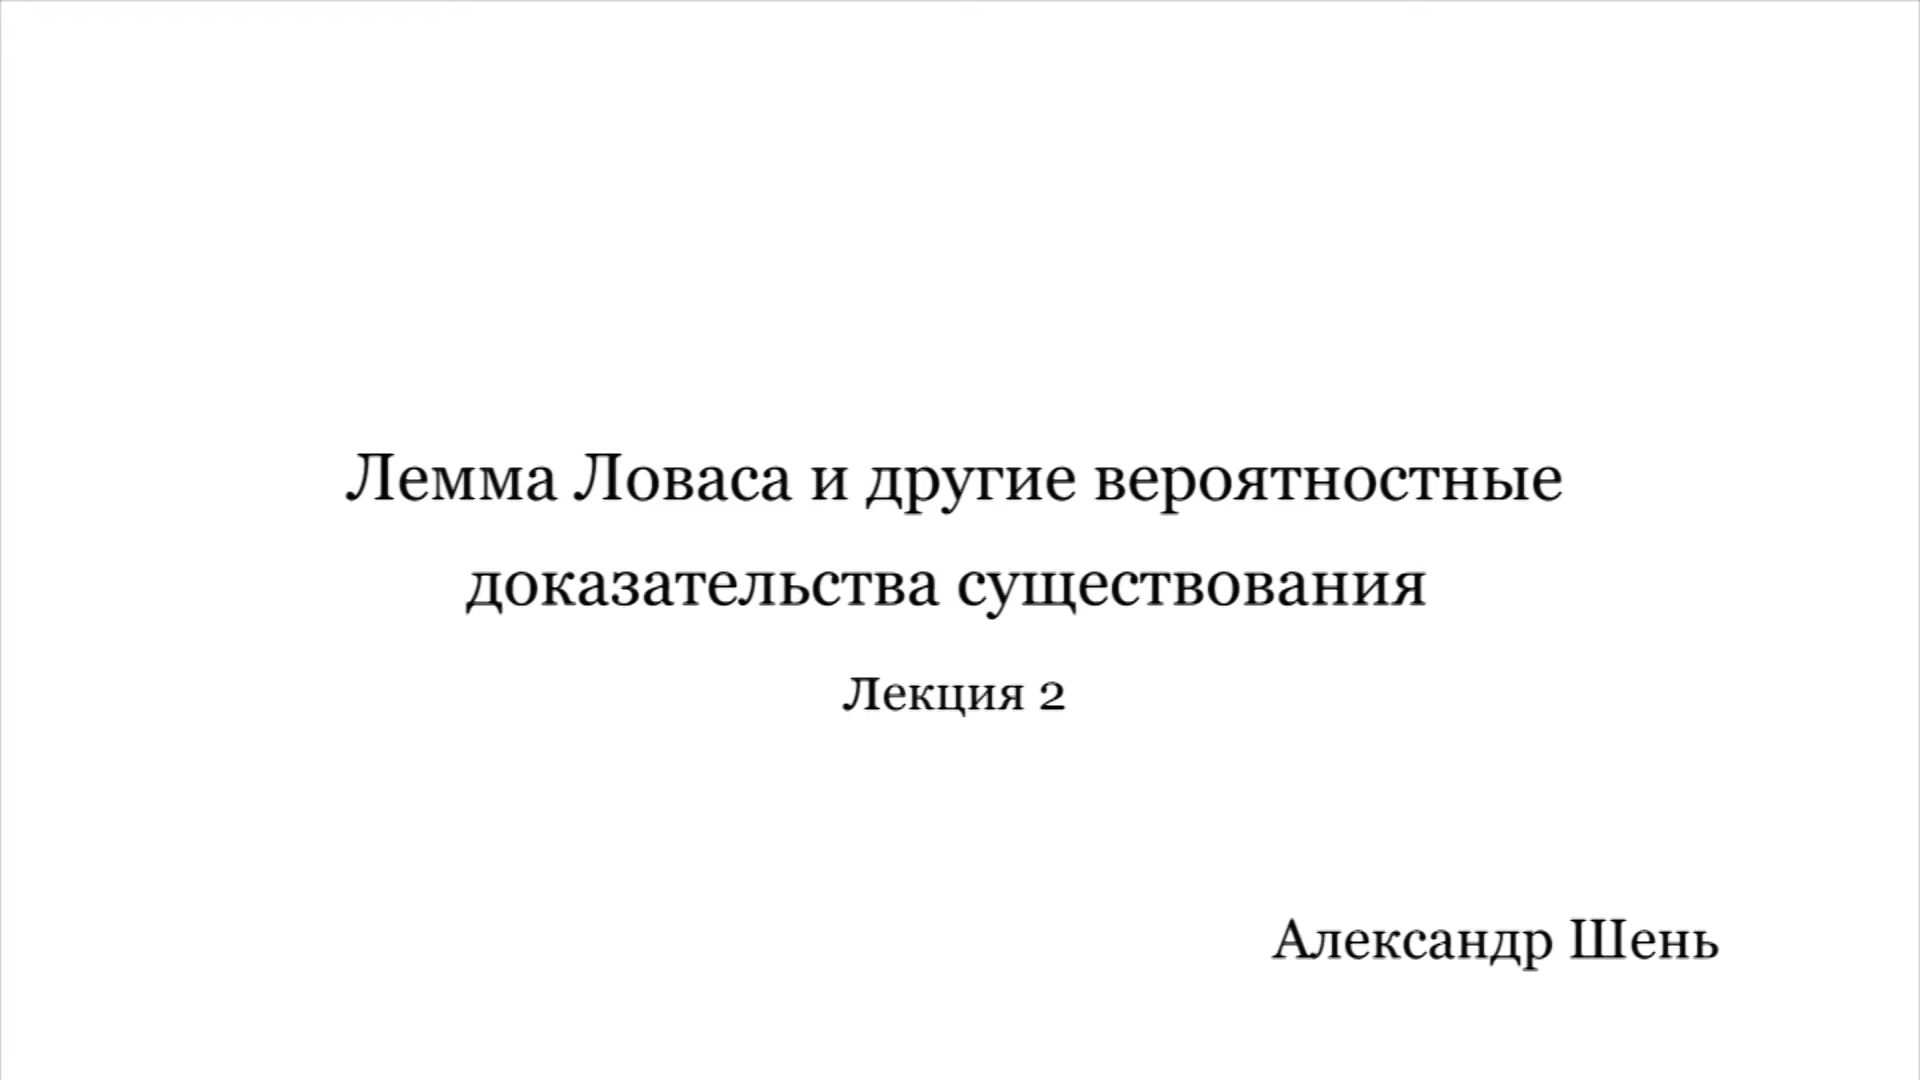 Лемма Ловаса и другие вероятностные
доказательства существования
Лекция 2
Александр Шень